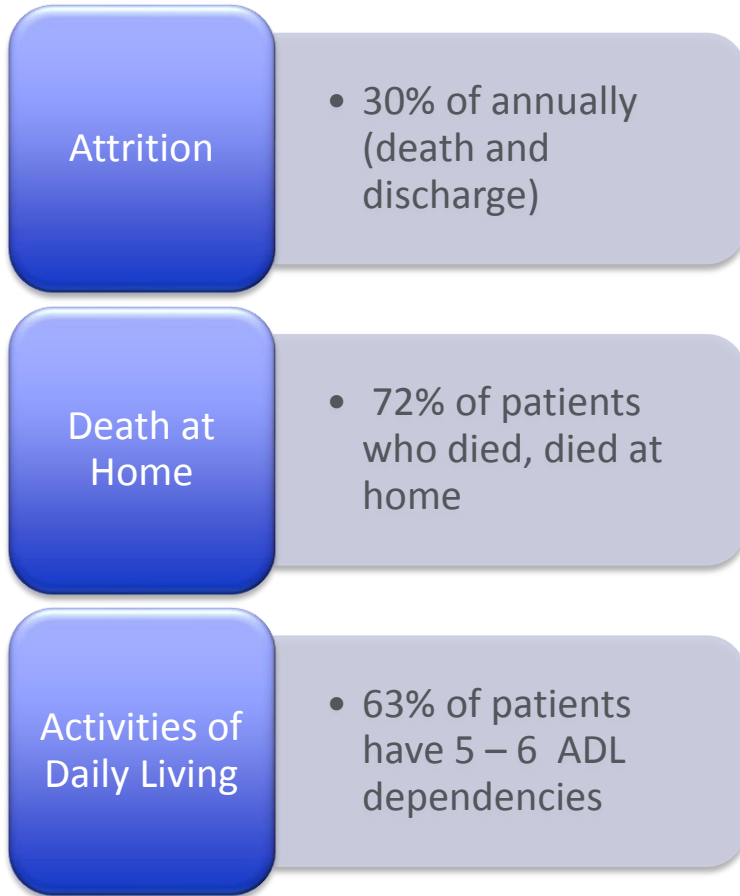 Attrition
• 30% of annually
(death and
discharge)
Death at
Home
• 72% of patients
who died, died at
home
Activities of
Daily Living
• 63% of patients
have 5 – 6 ADL
dependencies